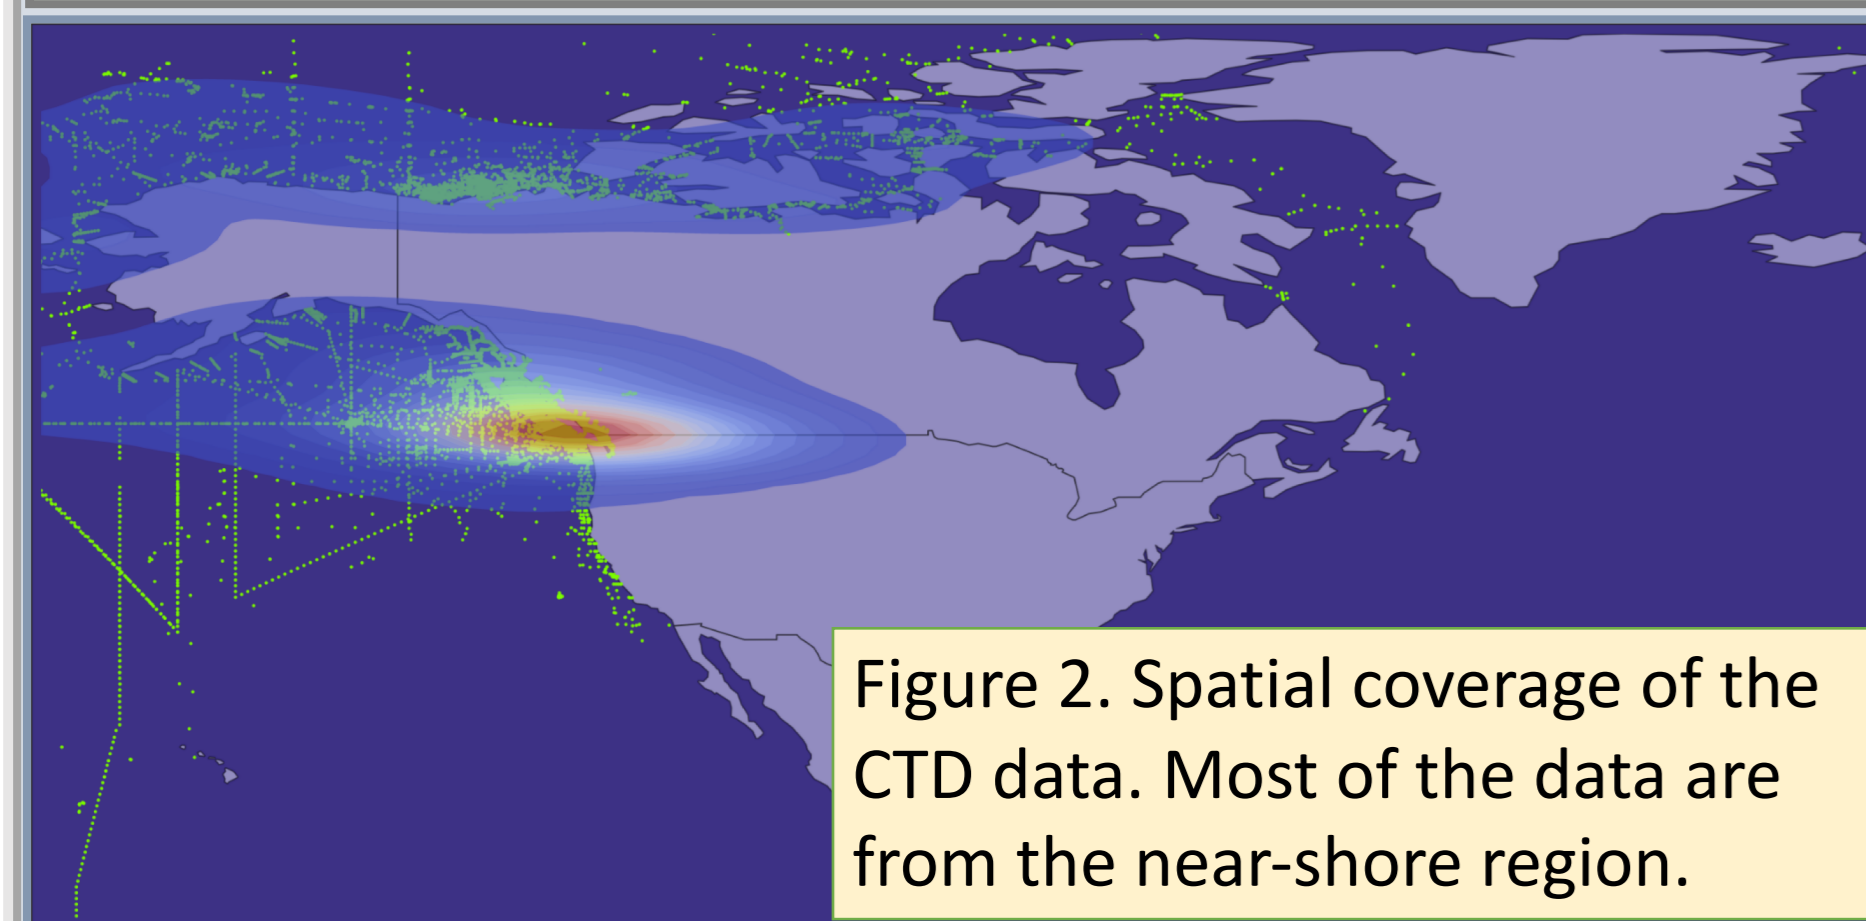 Figure 2. Spatial coverage of the
CTD data. Most of the data are
from the near-shore region.